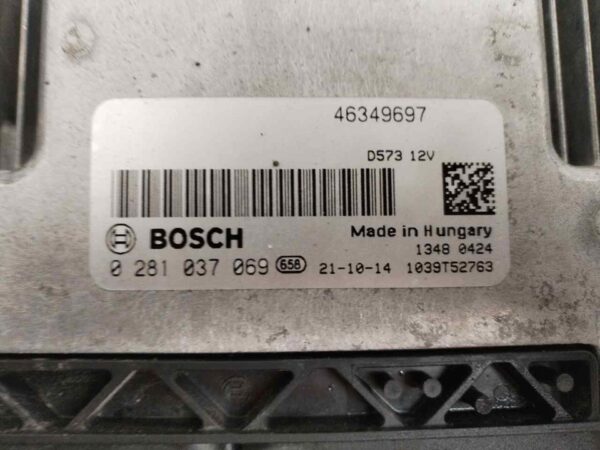 46349697
D573 12V
BOSCH
Made in Hungary
1348 0424
0 281 037 069 658 21-10-14 1039T52763